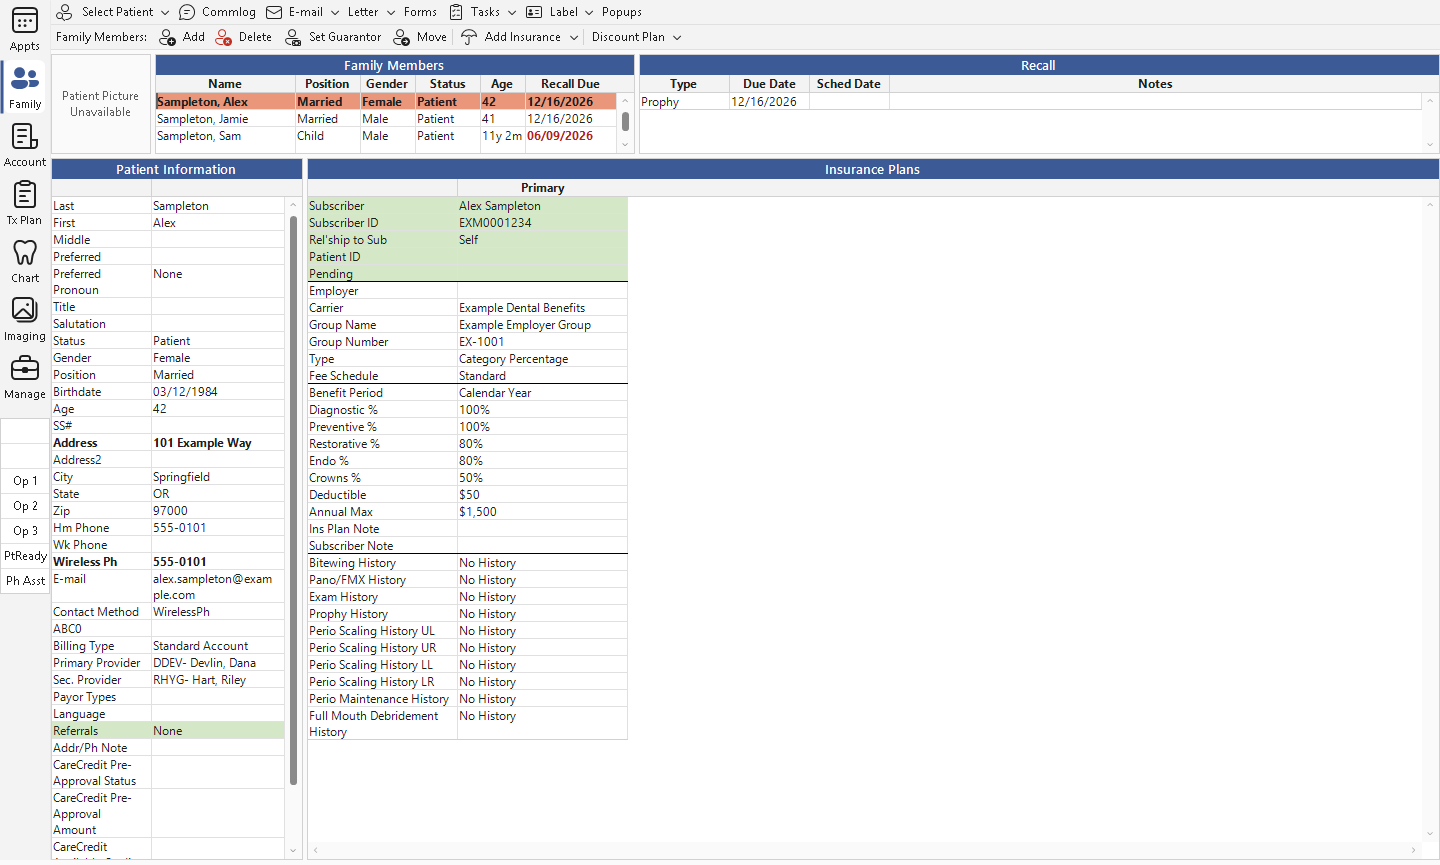 Select Patient Commlog E-mail Letter Forms Tasks Label Popups
Family Members: Add Delete Set Guarantor Move Add Insurance Discount Plan
Appts
Family
Account
Tx Plan
Chart
Imaging
Manage
Op 1
Op 2
Op 3
PtReady
Ph Asst
Patient Picture
Unavailable
Family Members
Name Position Gender Status Age Recall Due
Sampleton, Alex Married Female Patient 42 12/16/2026
Sampleton, Jamie Married Male Patient 41 12/16/2026
Sampleton, Sam Child Male Patient 11y 2m 06/09/2026
Recall
Type Due Date Sched Date Notes
Prophy 12/16/2026
Patient Information
Last Sampleton
First Alex
Middle
Preferred
Preferred None
Pronoun
Title
Salutation
Status Patient
Gender Female
Position Married
Birthdate 03/12/1984
Age 42
SS#
Address 101 Example Way
Address2
City Springfield
State OR
Zip 97000
Hm Phone 555-0101
Wk Phone
Wireless Ph 555-0101
E-mail alex.sampleton@exam
ple.com
Contact Method WirelessPh
ABC0
Billing Type Standard Account
Primary Provider DDEV- Devlin, Dana
Sec. Provider RHYG- Hart, Riley
Payor Types
Language
Referrals None
Addr/Ph Note
CareCredit Pre-
Approval Status
CareCredit Pre-
Approval
Amount
CareCredit
Insurance Plans
Primary
Subscriber Alex Sampleton
Subscriber ID EXM0001234
Rel'ship to Sub Self
Patient ID
Pending
Employer
Carrier Example Dental Benefits
Group Name Example Employer Group
Group Number EX-1001
Type Category Percentage
Fee Schedule Standard
Benefit Period Calendar Year
Diagnostic % 100%
Preventive % 100%
Restorative % 80%
Endo % 80%
Crowns % 50%
Deductible $50
Annual Max $1,500
Ins Plan Note
Subscriber Note
Bitewing History No History
Pano/FMX History No History
Exam History No History
Prophy History No History
Perio Scaling History UL No History
Perio Scaling History UR No History
Perio Scaling History LL No History
Perio Scaling History LR No History
Perio Maintenance History No History
Full Mouth Debridement No History
History